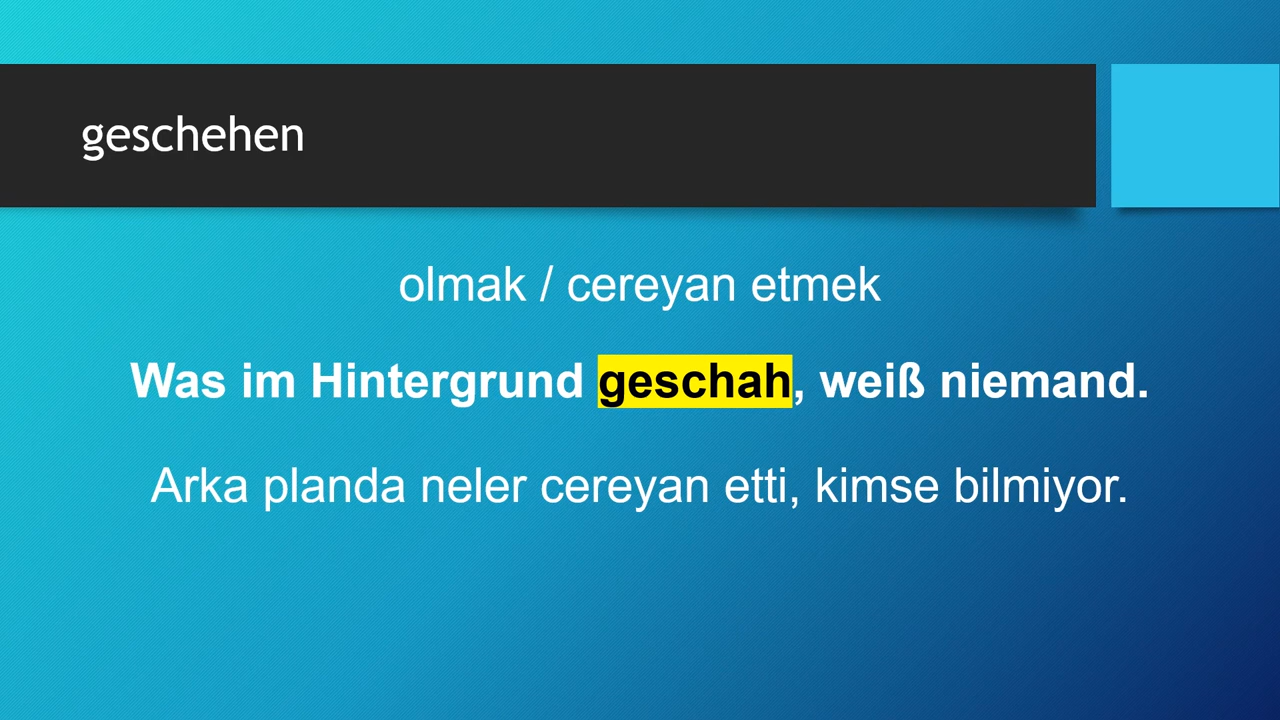 geschehen
olmak / cereyan etmek
Was im Hintergrund geschah, weiß niemand.
Arka planda neler cereyan etti, kimse bilmiyor.